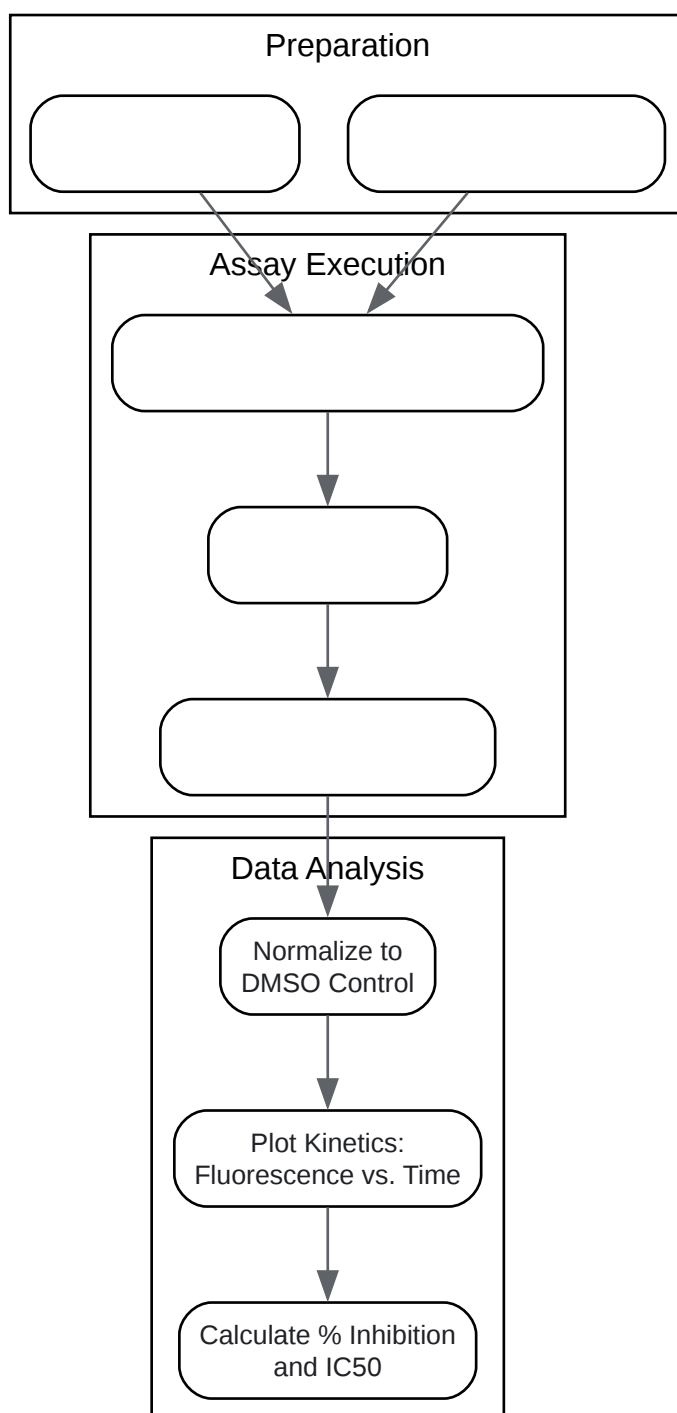 Preparation
Assay Execution
Data Analysis
Normalize to
DMSO Control
Plot Kinetics:
Fluorescence vs. Time
Calculate % Inhibition
and IC50